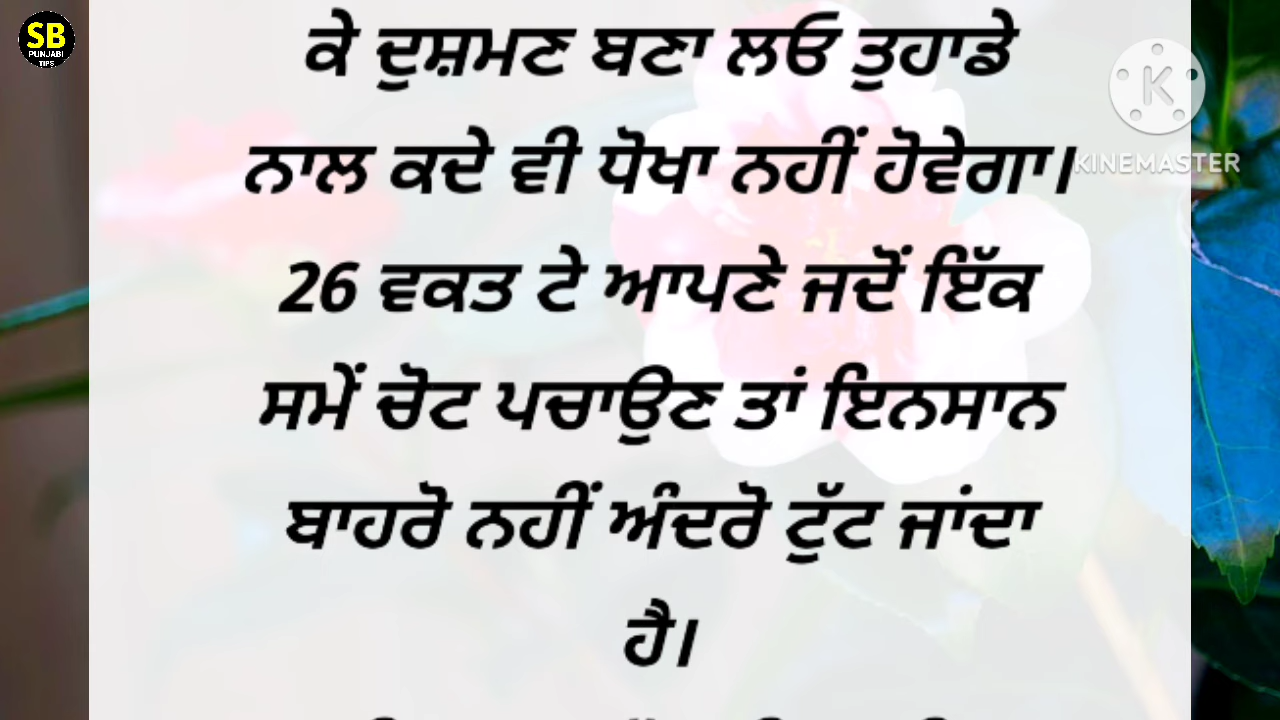 SB
PUNJABI
TIPS
ਕੇ ਦੁਸ਼ਮਣ ਬਣਾ ਲਓ ਤੁਹਾਡੇ
ਨਾਲ ਕਦੇ ਵੀ ਧੋਖਾ ਨਹੀਂ ਹੋਵੇਗਾ।
26 ਵਕਤ ਟੇ ਆਪਣੇ ਜਦੋਂ ਇੱਕ
ਸਮੇਂ ਚੋਟ ਪਚਾਉਣ ਤਾਂ ਇਨਸਾਨ
ਬਾਹਰੋ ਨਹੀਂ ਅੰਦਰੋ ਟੁੱਟ ਜਾਂਦਾ
ਹੈ।
K
KINEMASTER